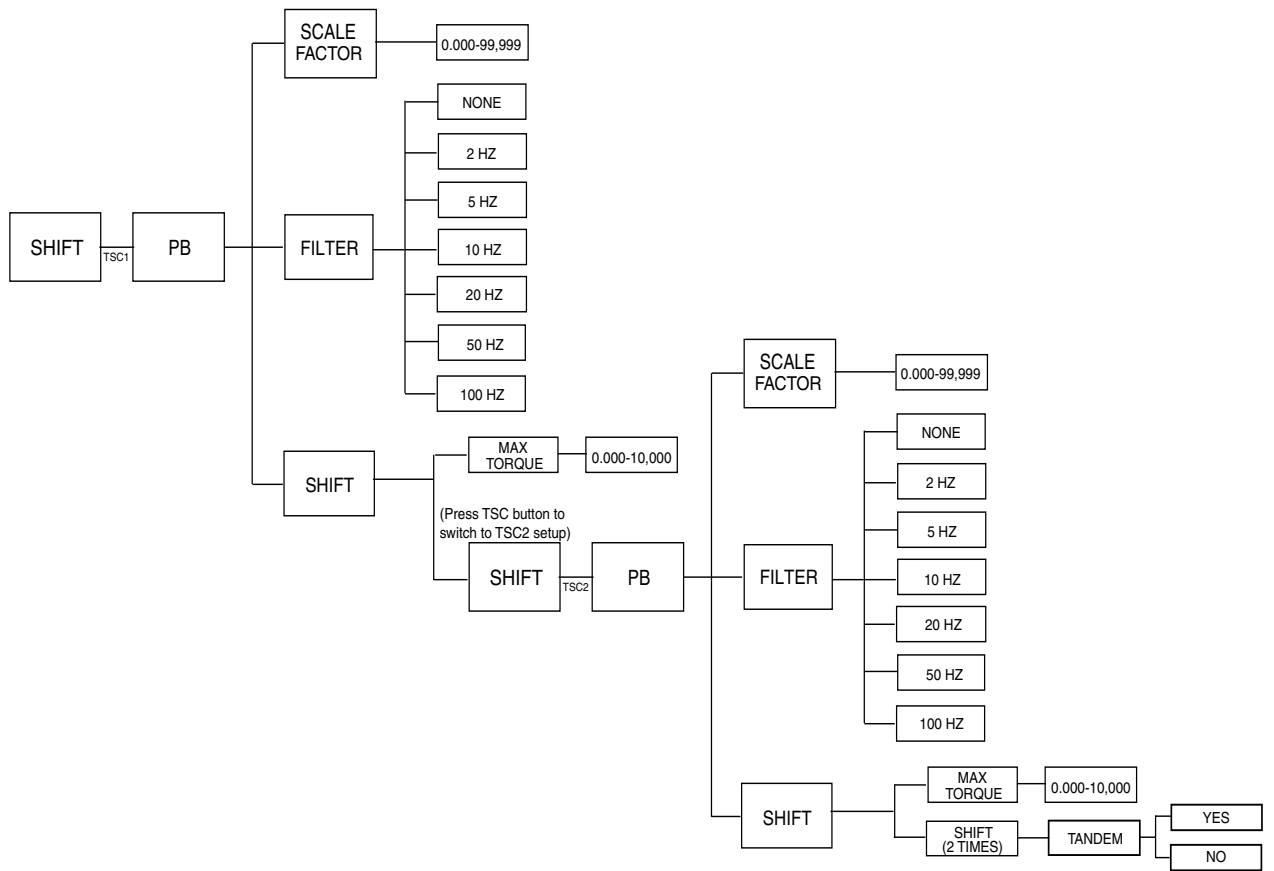 SHIFT
TSC1
PB
SCALE
FACTOR
0.000-99,999
FILTER
NONE
2 HZ
5 HZ
10 HZ
20 HZ
50 HZ
100 HZ
SHIFT
MAX
TORQUE
0.000-10,000
(Press TSC button to
switch to TSC2 setup)
SHIFT
TSC2
PB
SCALE
FACTOR
0.000-99,999
FILTER
NONE
2 HZ
5 HZ
10 HZ
20 HZ
50 HZ
100 HZ
SHIFT
MAX
TORQUE
0.000-10,000
SHIFT
(2 TIMES)
TANDEM
YES
NO